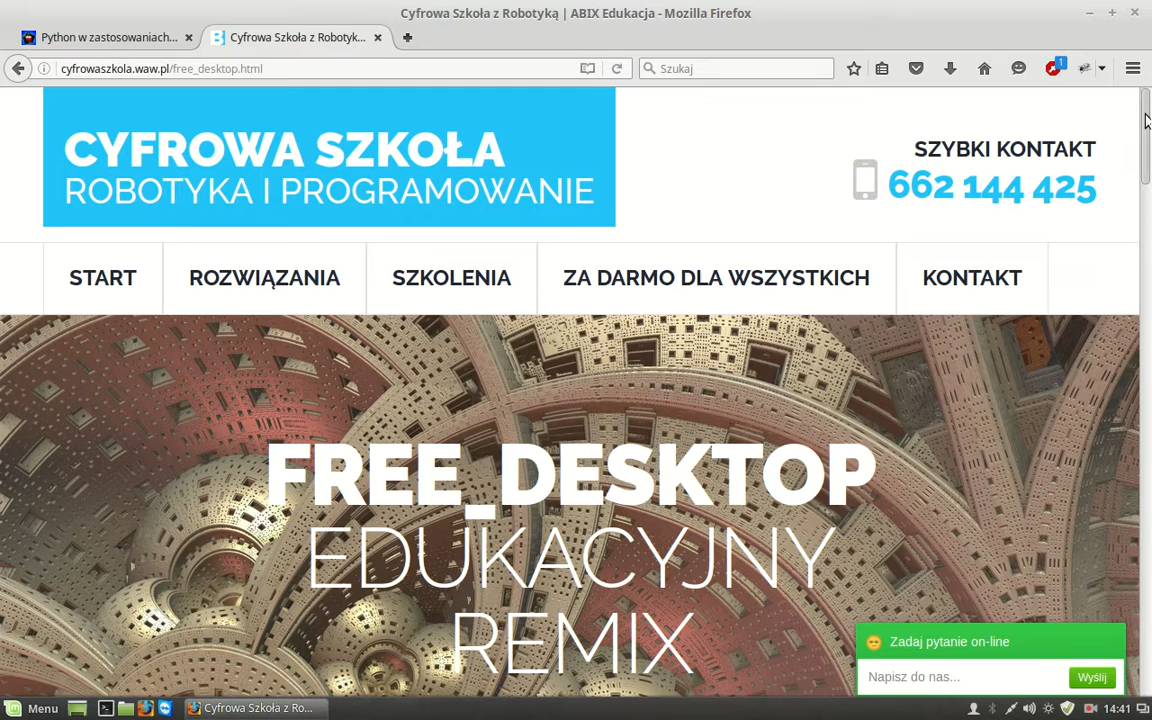 Cyfrowa Szkoła z Robotyką | ABIX Edukacja - Mozilla Firefox
Python w zastosowaniach...
Cyfrowa Szkoła z Robotyk...
cyfrowaszkola.waw.pl/free_desktop.html
Szukaj
1
CYFROWA SZKOŁA
ROBOTYKA I PROGRAMOWANIE
SZYBKI KONTAKT
662 144 425
START
ROZWIĄZANIA
SZKOLENIA
ZA DARMO DLA WSZYSTKICH
KONTAKT
FREE_DESKTOP
EDUKACYJNY
REMIX
Zadaj pytanie on-line
Napisz do nas...
Wyślij
Menu
Cyfrowa Szkoła z Ro...
14:41